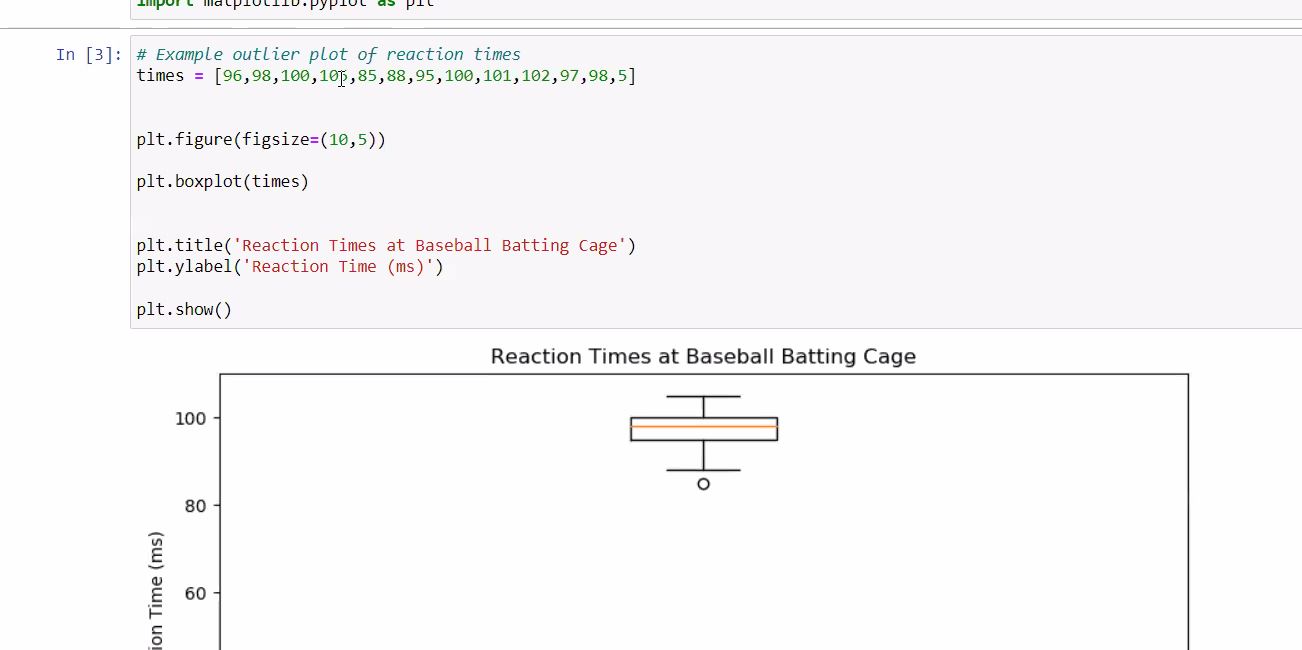 import matplotlib.pyplot as plt
In [3]: # Example outlier plot of reaction times
times = [96,98,100,105,85,88,95,100,101,102,97,98,5]
plt.figure(figsize=(10,5))
plt.boxplot(times)
plt.title('Reaction Times at Baseball Batting Cage')
plt.ylabel('Reaction Time (ms)')
plt.show()
Reaction Times at Baseball Batting Cage
100
80
60
ion Time (ms)